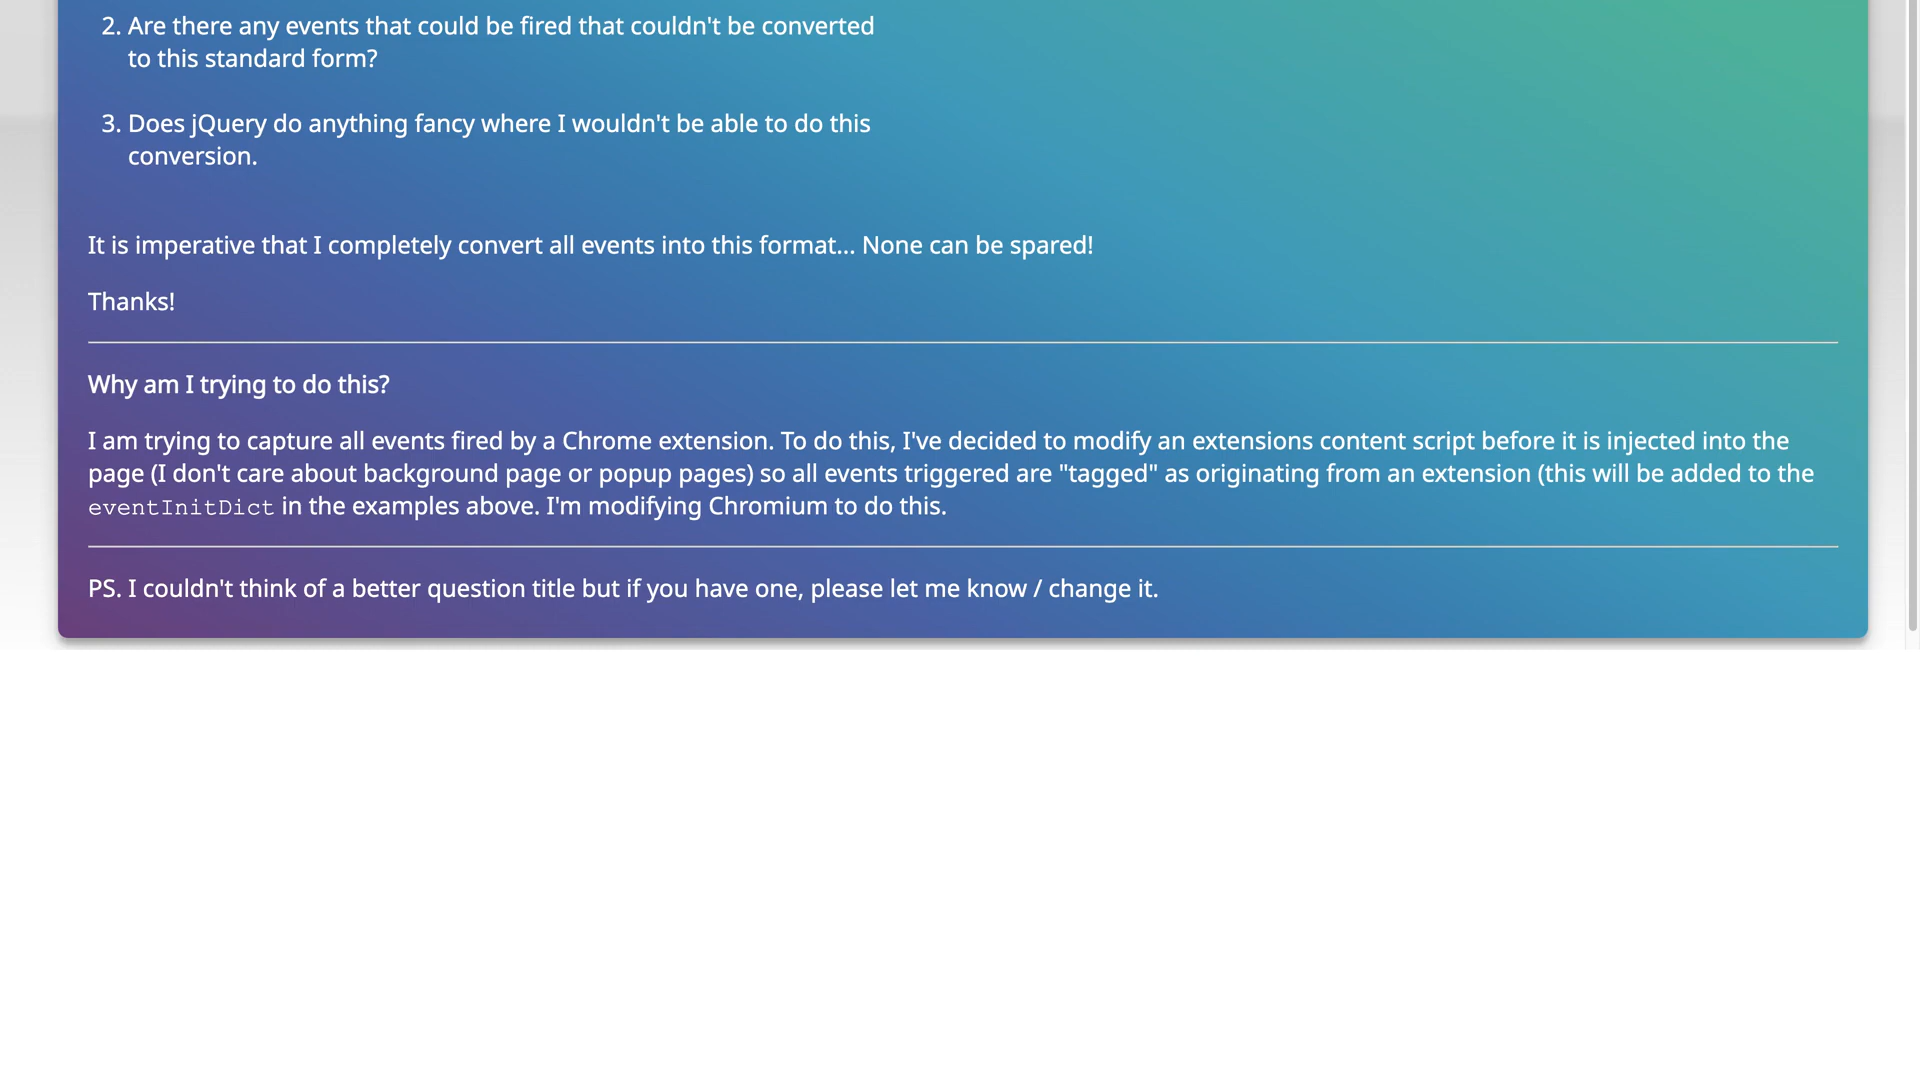 2. Are there any events that could be fired that couldn't be converted
to this standard form?
3. Does jQuery do anything fancy where I wouldn't be able to do this
conversion.
It is imperative that I completely convert all events into this format... None can be spared!
Thanks!
Why am I trying to do this?
I am trying to capture all events fired by a Chrome extension. To do this, I've decided to modify an extensions content script before it is injected into the
page (I don't care about background page or popup pages) so all events triggered are "tagged" as originating from an extension (this will be added to the
eventInitDict in the examples above. I'm modifying Chromium to do this.
PS. I couldn't think of a better question title but if you have one, please let me know / change it.